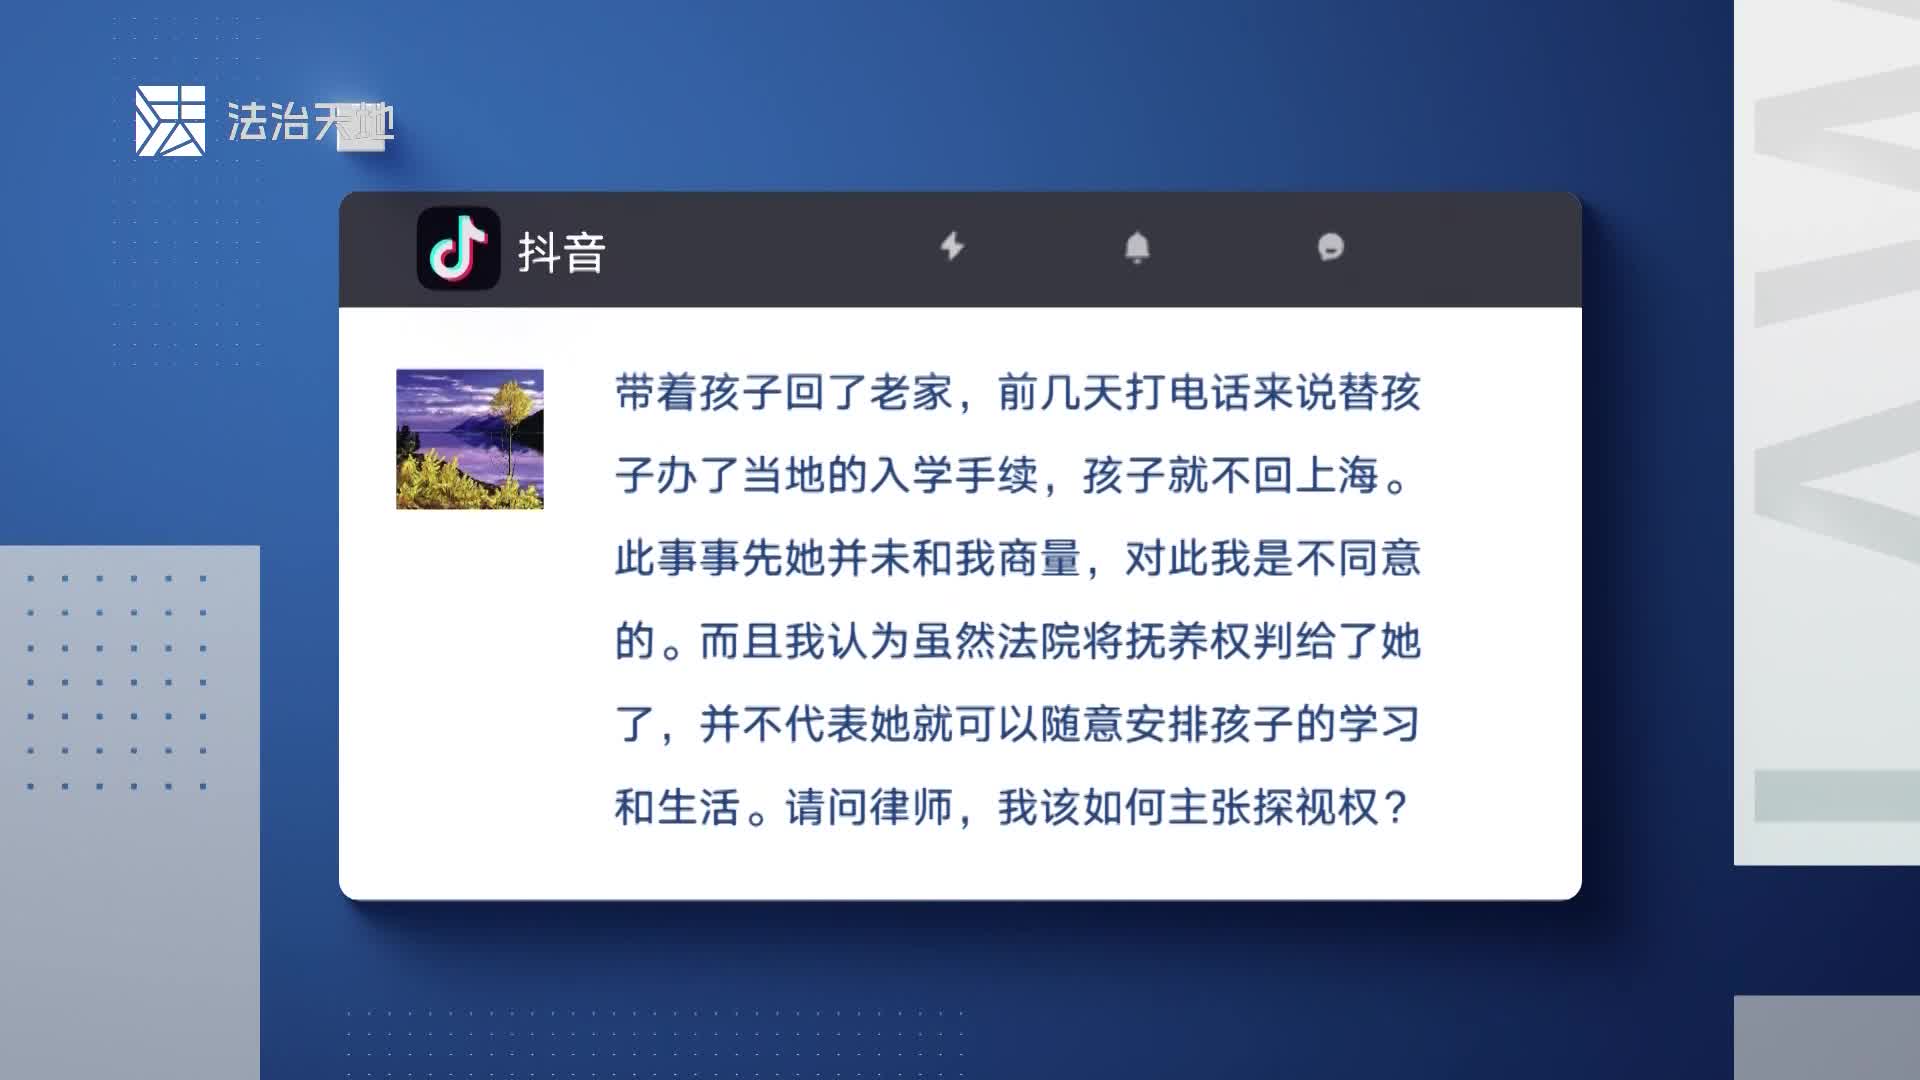 法治天地
抖音
带着孩子回了老家，前几天打电话来说替孩
子办了当地的入学手续，孩子就不回上海。
此事事先她并未和我商量，对此我是不同意
的。而且我认为虽然法院将抚养权判给了她
了，并不代表她就可以随意安排孩子的学习
和生活。请问律师，我该如何主张探视权？